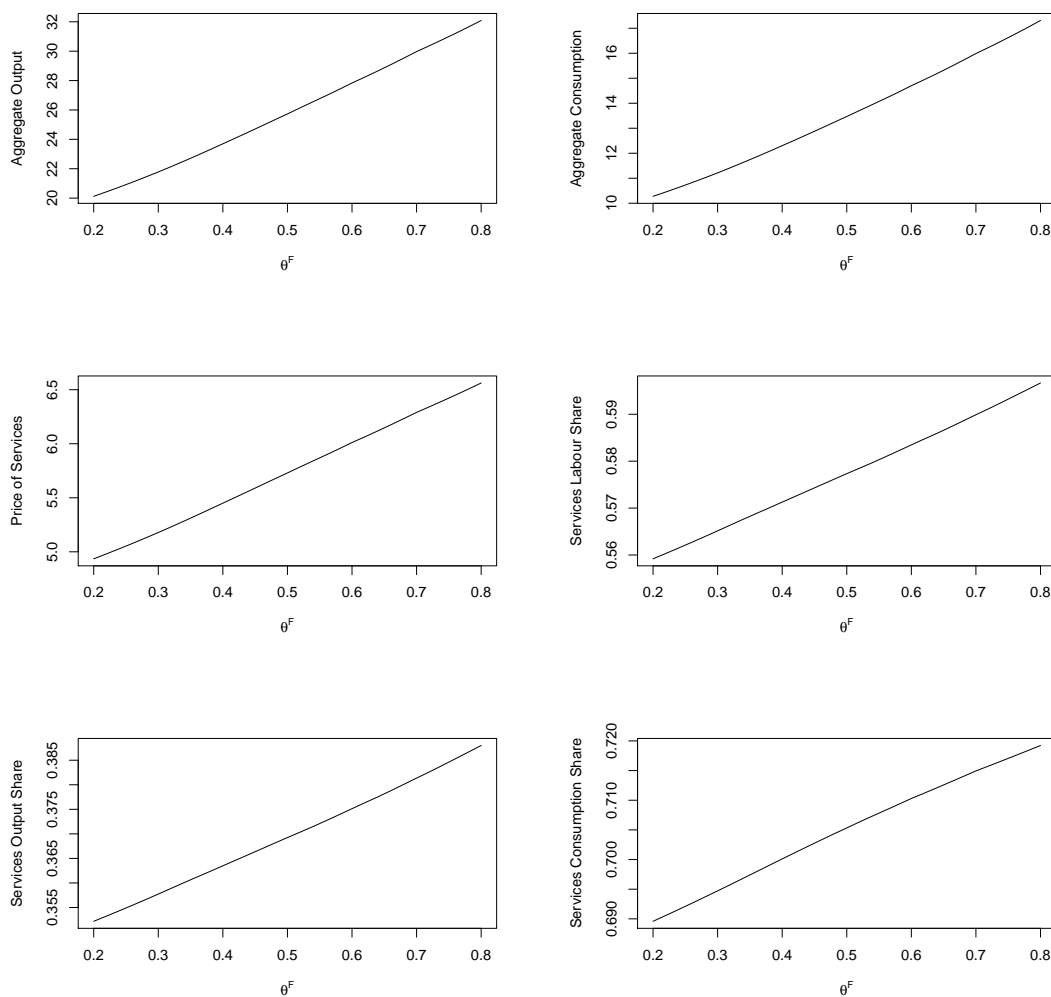 Aggregate Output
20 22 24 26 28 30 32
0.2 0.3 0.4 0.5 0.6 0.7 0.8
θF
Aggregate Consumption
10 12 14 16
0.2 0.3 0.4 0.5 0.6 0.7 0.8
θF
Price of Services
5.0 5.5 6.0 6.5
0.2 0.3 0.4 0.5 0.6 0.7 0.8
θF
Services Labour Share
0.56 0.57 0.58 0.59
0.2 0.3 0.4 0.5 0.6 0.7 0.8
θF
Services Output Share
0.355 0.365 0.375 0.385
0.2 0.3 0.4 0.5 0.6 0.7 0.8
θF
Services Consumption Share
0.690 0.700 0.710 0.720
0.2 0.3 0.4 0.5 0.6 0.7 0.8
θF